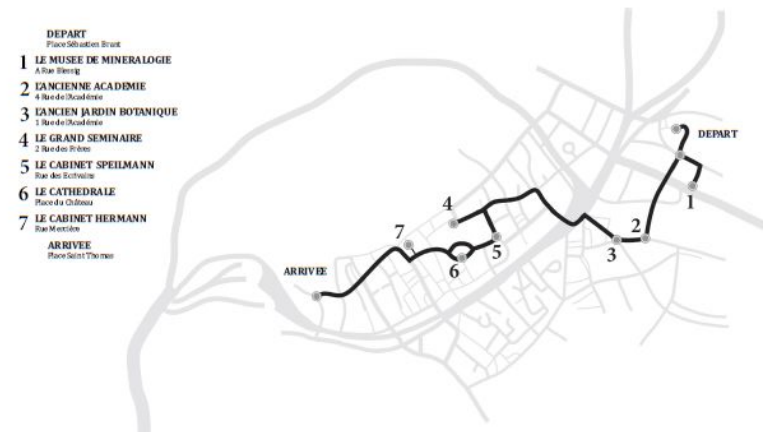 DEPART
Place Sébastien Brant
1 LE MUSEE DE MINERALOGIE
A Rue Blessig
2 L'ANCIENNE ACADEMIE
4 Rue de l'Académie
3 L'ANCIEN JARDIN BOTANIQUE
1 Rue de l'Académie
4 LE GRAND SEMINAIRE
2 Rue des Frères
5 LE CABINET SPEILMANN
Rue des Ecrivains
6 LE CATHEDRALE
Place du Château
7 LE CABINET HERMANN
Rue Mercière
ARRIVEE
Place Saint Thomas
DEPART
1
2
3
4
5
6
7
ARRIVEE